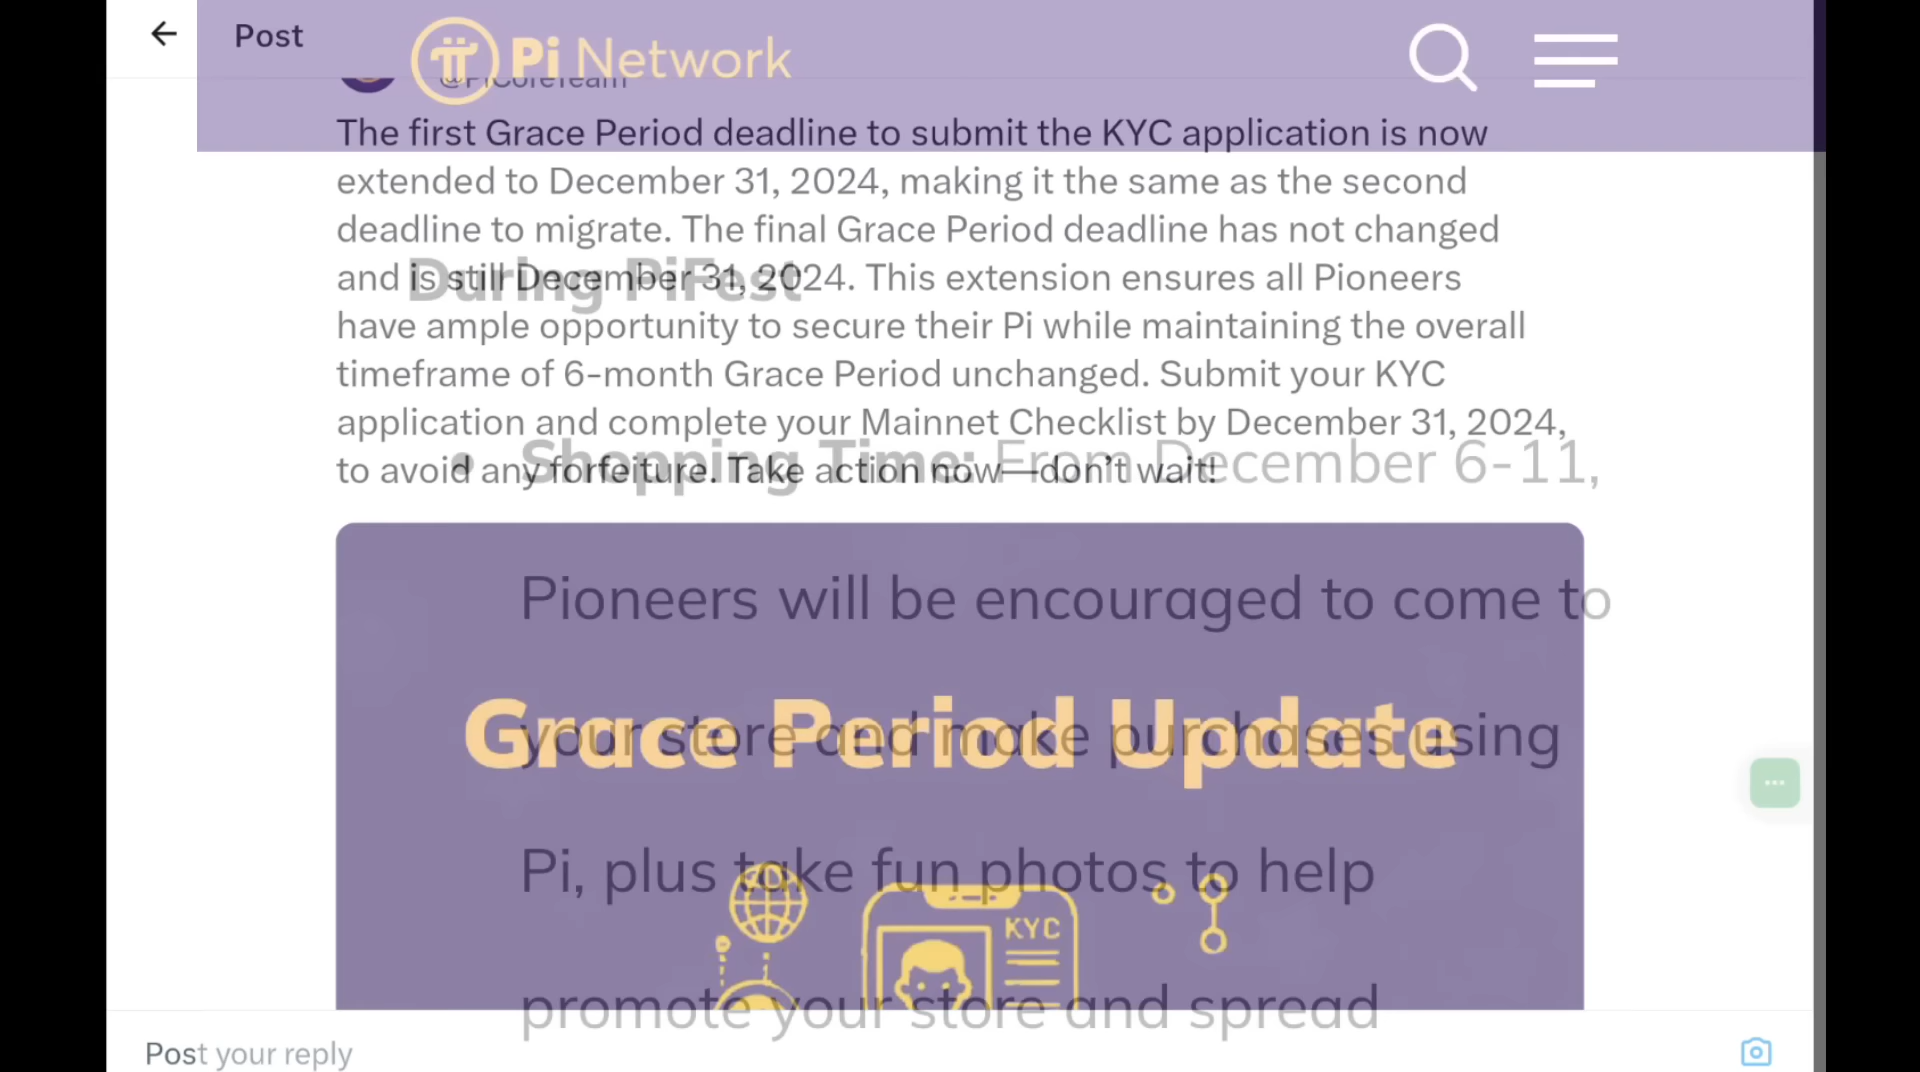 Post
Pi Network
@PiCoreTeam
The first Grace Period deadline to submit the KYC application is now
extended to December 31, 2024, making it the same as the second
deadline to migrate. The final Grace Period deadline has not changed
and is still December 31, 2024. This extension ensures all Pioneers
have ample opportunity to secure their Pi while maintaining the overall
timeframe of 6-month Grace Period unchanged. Submit your KYC
application and complete your Mainnet Checklist by December 31, 2024,
to avoid any forfeiture. Take action now—don't wait!
During PiFest
Shopping Time: From December 6-11,
Pioneers will be encouraged to come to
your store and make purchases using
Pi, plus take fun photos to help
promote your store and spread
Grace Period Update
KYC
Post your reply